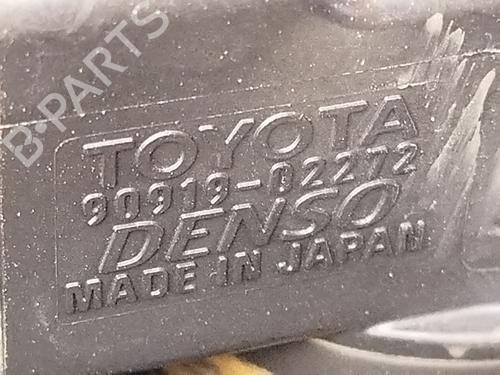 B·PARTS
TOYOTA
90919-02272
DENSO
MADE IN JAPAN